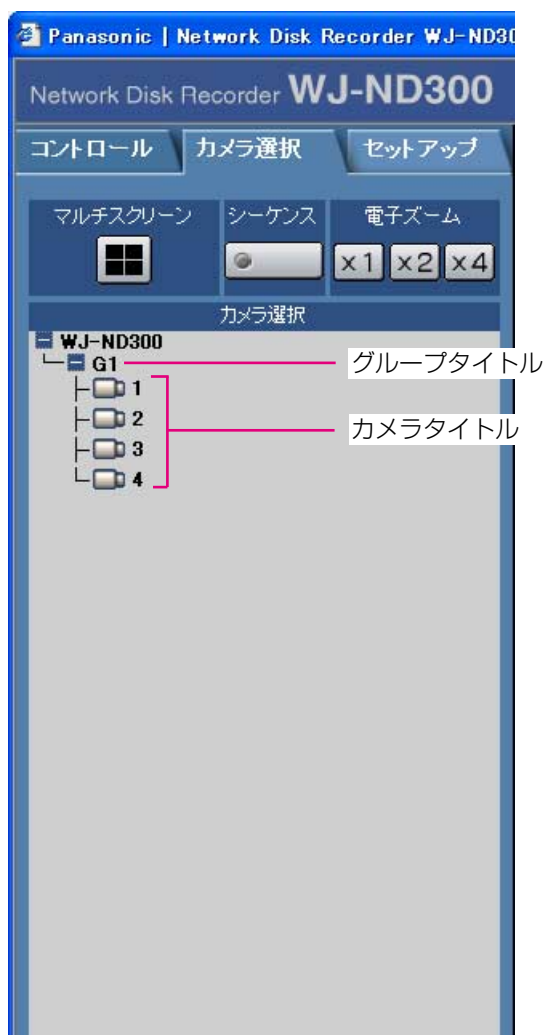 Panasonic | Network Disk Recorder WJ-ND30
Network Disk Recorder WJ-ND300
コントロール カメラ選択 セットアップ
マルチスクリーン シーケンス 電子ズーム
×1 ×2 ×4
カメラ選択
WJ-ND300
G1 グループタイトル
1
2 カメラタイトル
3
4